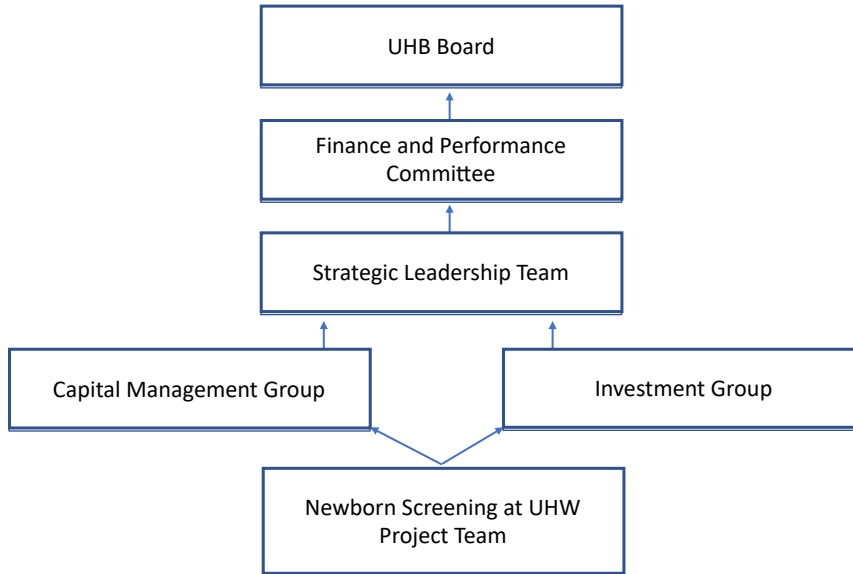 UHB Board
Finance and Performance
Committee
Strategic Leadership Team
Capital Management Group
Investment Group
Newborn Screening at UHW
Project Team